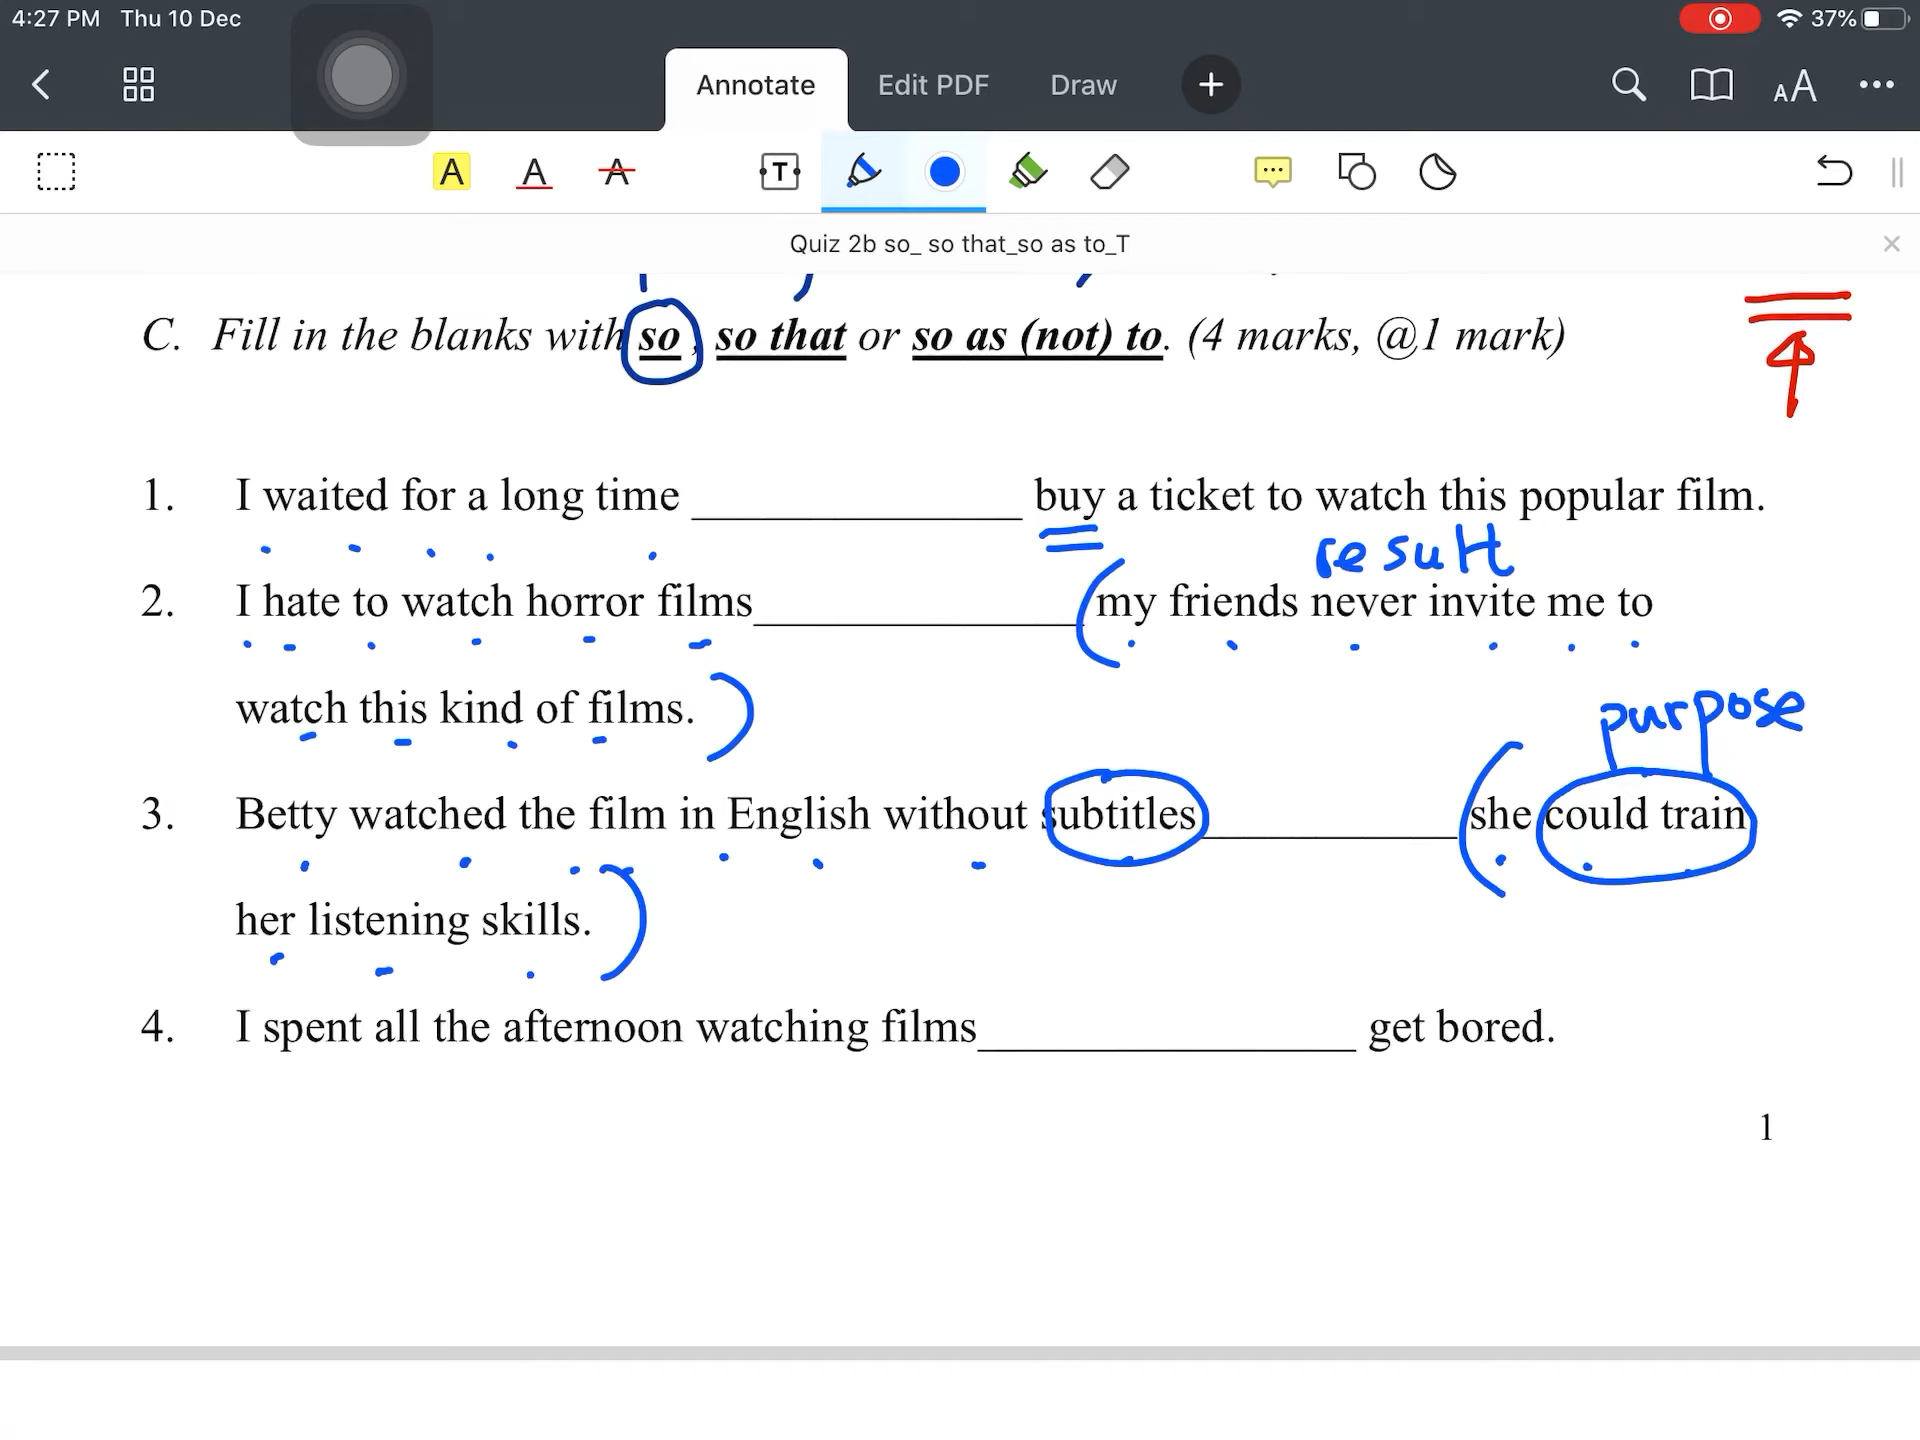 4:27 PM Thu 10 Dec 37%
Annotate Edit PDF Draw
Quiz 2b so_ so that_so as to_T
C. Fill in the blanks with so, so that or so as (not) to. (4 marks, @1 mark)
4
1. I waited for a long time ______________ buy a ticket to watch this popular film.
result
2. I hate to watch horror films______________ my friends never invite me to
watch this kind of films.
purpose
3. Betty watched the film in English without subtitles___________ she could train
her listening skills.
4. I spent all the afternoon watching films________________ get bored.
1